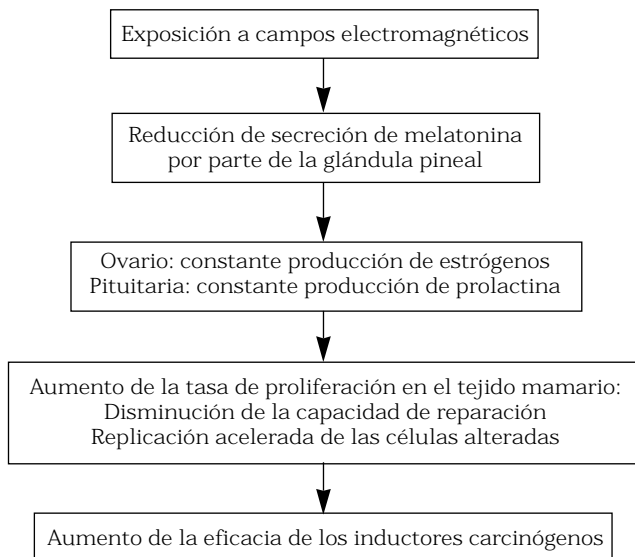 Exposición a campos electromagnéticos
Reducción de secreción de melatonina
por parte de la glándula pineal
Ovario: constante producción de estrógenos
Pituitaria: constante producción de prolactina
Aumento de la tasa de proliferación en el tejido mamario:
Disminución de la capacidad de reparación
Replicación acelerada de las células alteradas
Aumento de la eficacia de los inductores carcinógenos